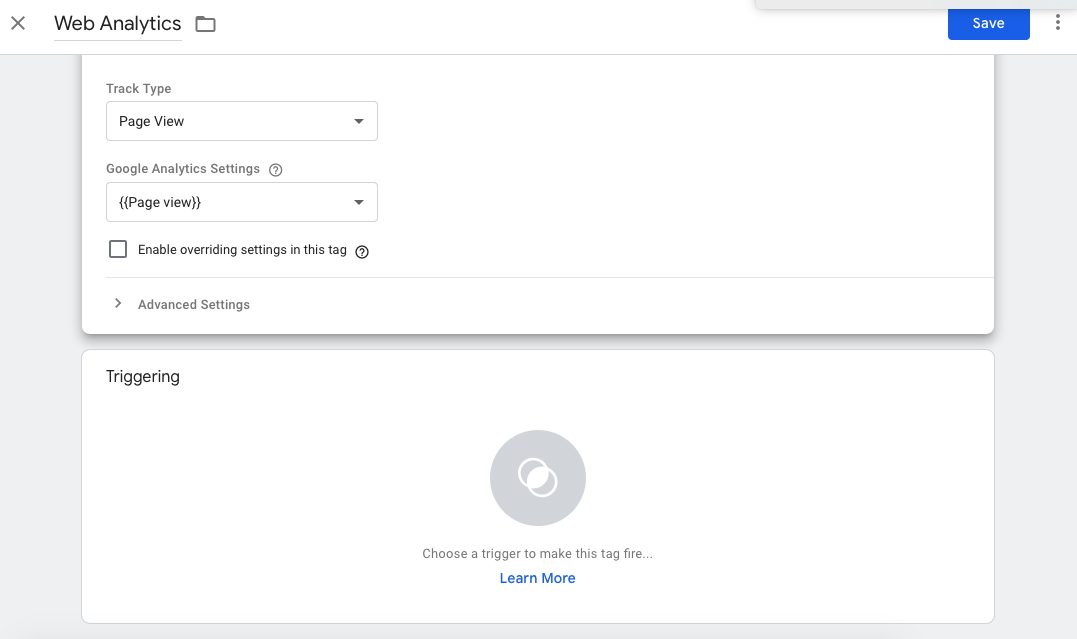 Web Analytics
Save
Track Type
Page View
Google Analytics Settings
{{Page view}}
Enable overriding settings in this tag
Advanced Settings
Triggering
Choose a trigger to make this tag fire...
Learn More